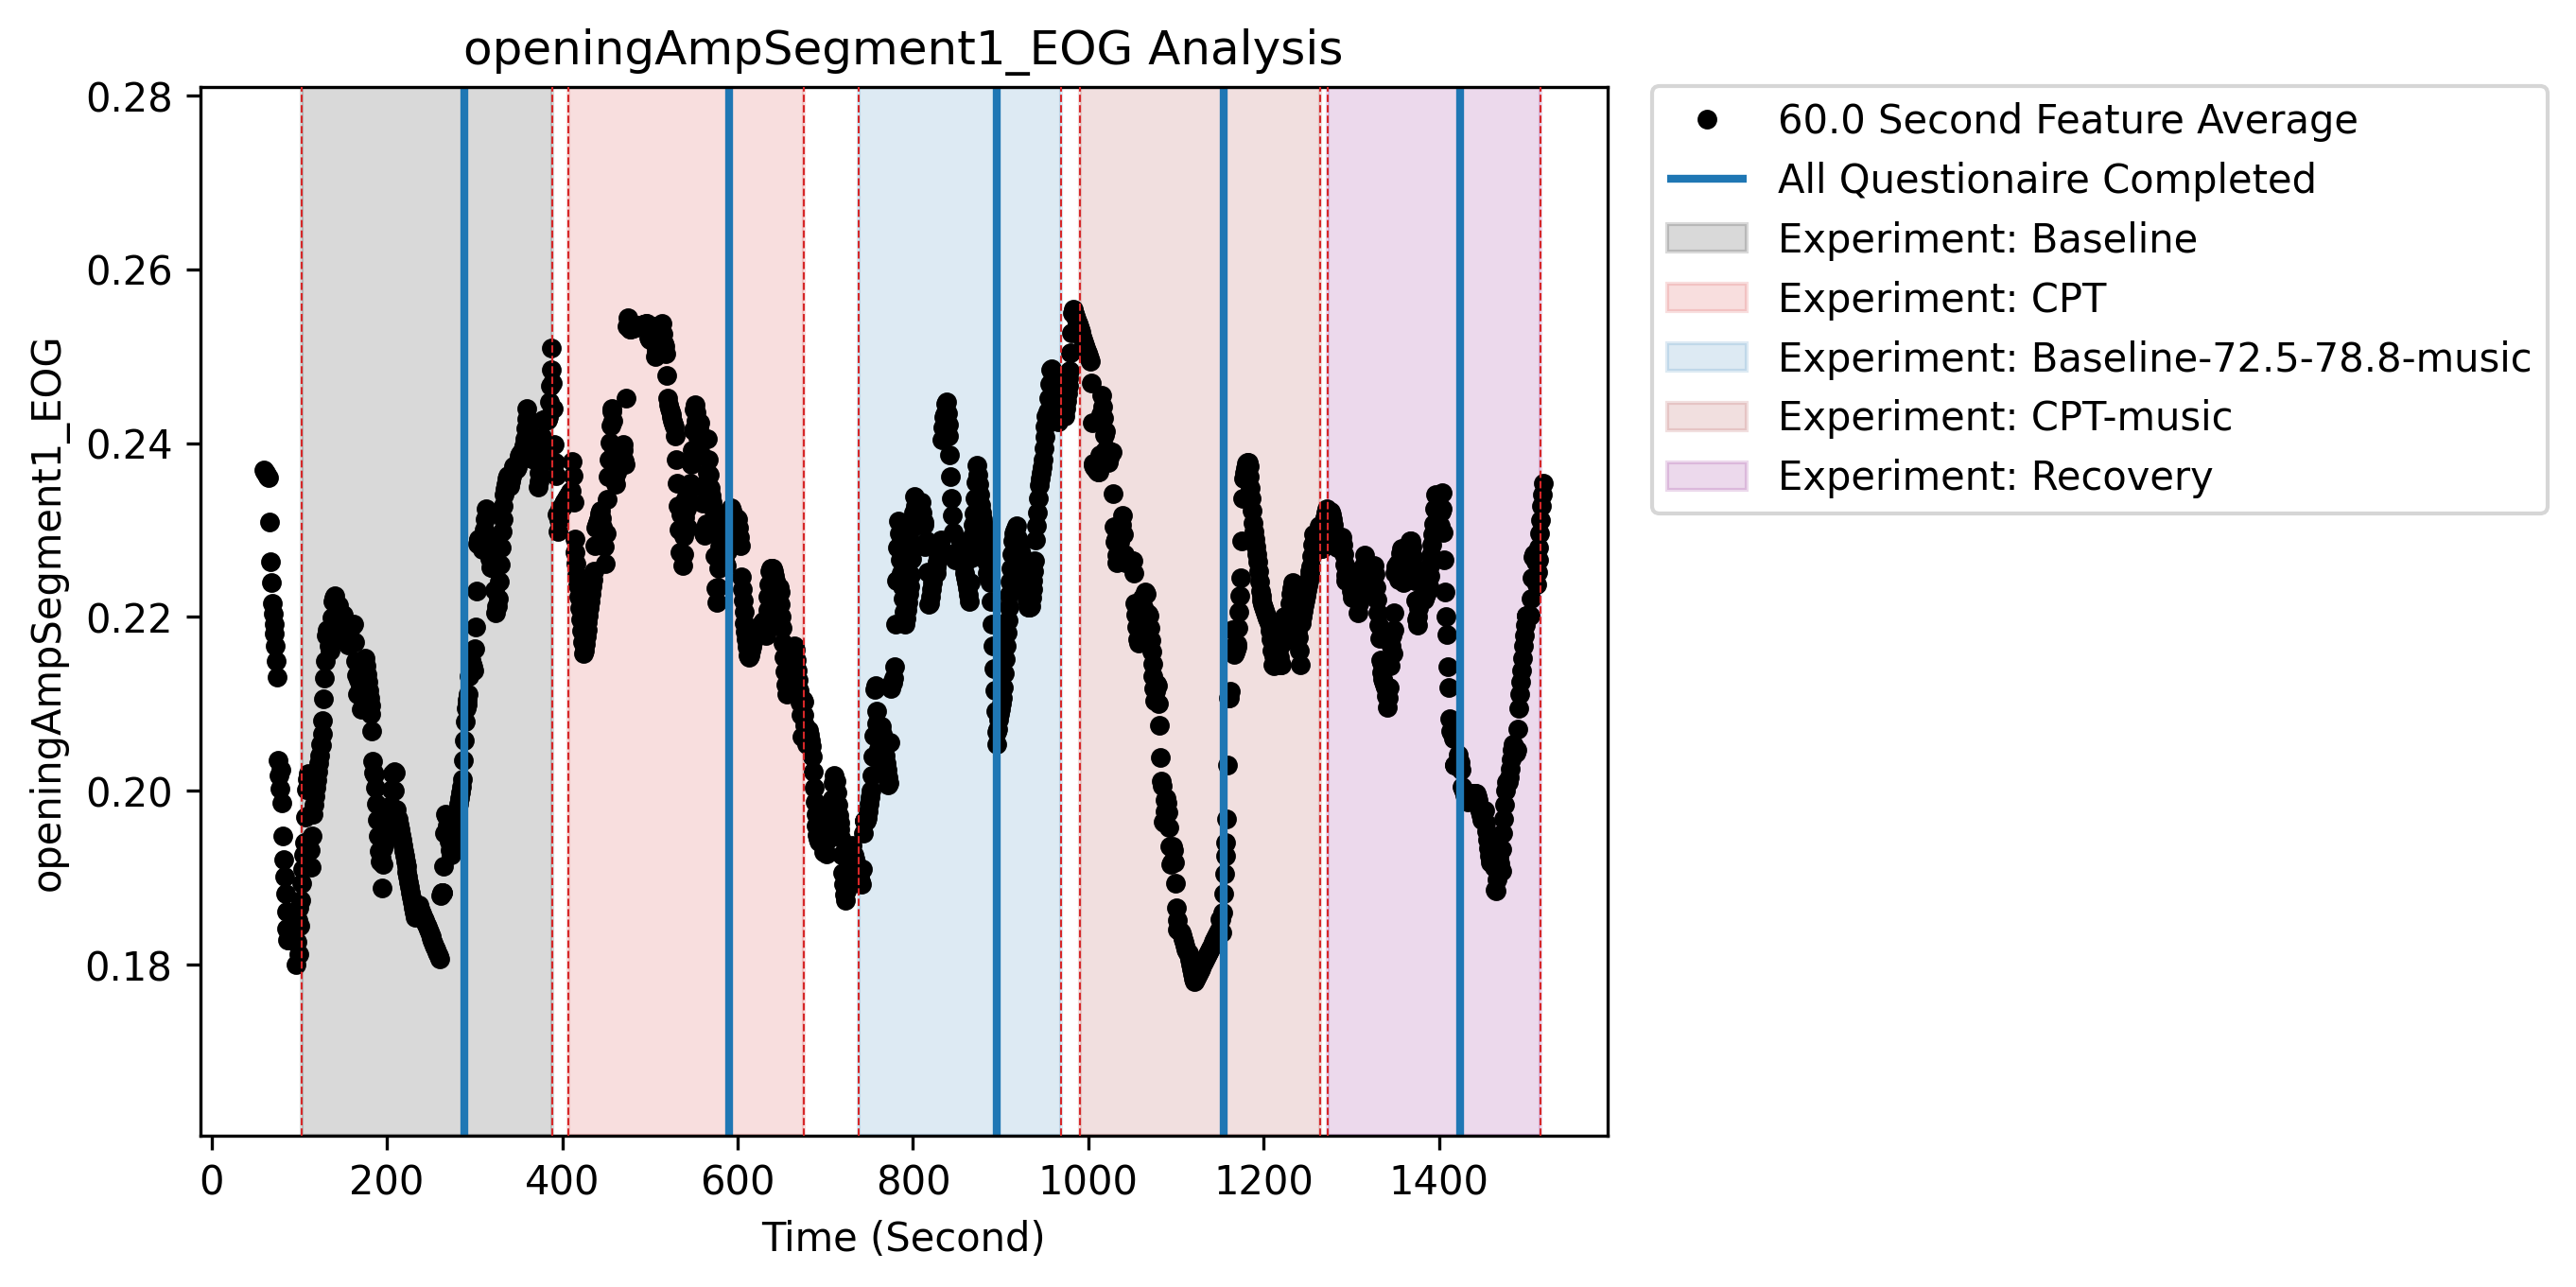 openingAmpSegment1_EOG Analysis
openingAmpSegment1_EOG
0.28
0.26
0.24
0.22
0.20
0.18
0 200 400 600 800 1000 1200 1400
Time (Second)
60.0 Second Feature Average
All Questionaire Completed
Experiment: Baseline
Experiment: CPT
Experiment: Baseline-72.5-78.8-music
Experiment: CPT-music
Experiment: Recovery